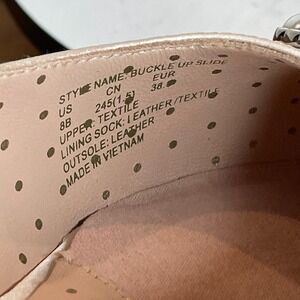 STYLE NAME: BUCKLE UP SLIDE
US CN EUR
8B 245(1.5) 38.
UPPER: TEXTILE
LINING SOCK: LEATHER/TEXTILE
OUTSOLE: LEATHER
MADE IN VIETNAM